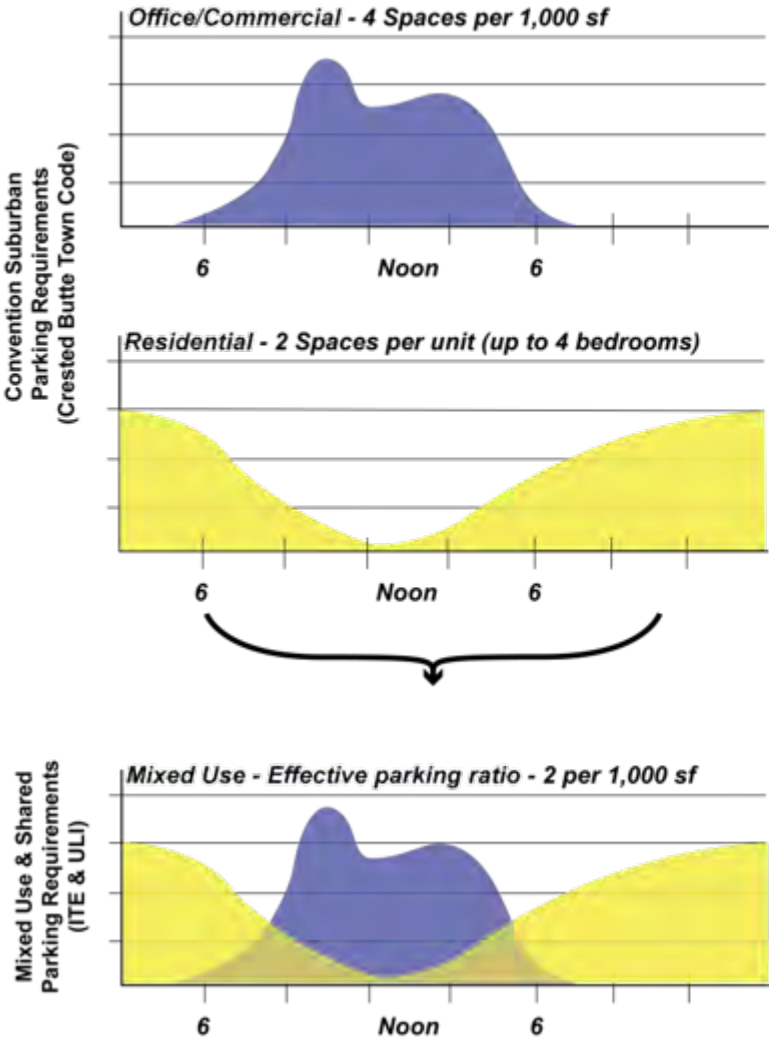 Office/Commercial - 4 Spaces per 1,000 sf
Convention Suburban
Parking Requirements
(Crested Butte Town Code)
6 Noon 6
Residential - 2 Spaces per unit (up to 4 bedrooms)
6 Noon 6
Mixed Use - Effective parking ratio - 2 per 1,000 sf
Mixed Use & Shared
Parking Requirements
(ITE & ULI)
6 Noon 6